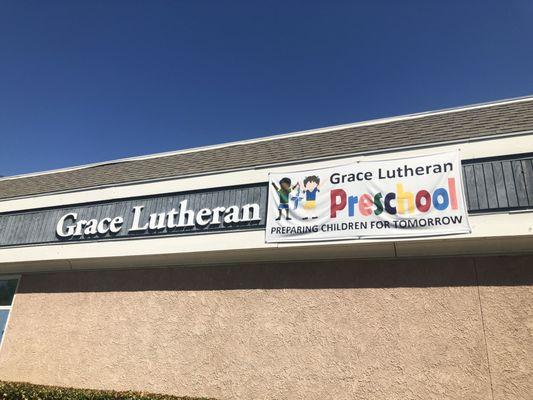 Grace Lutheran
Grace Lutheran
Preschool
PREPARING CHILDREN FOR TOMORROW